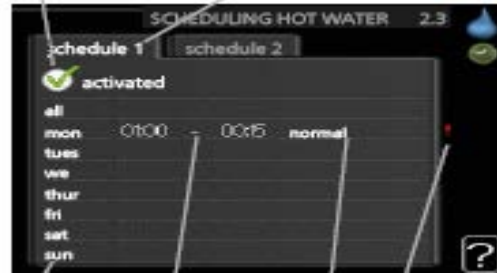 SCHEDULING HOT WATER 2.3
schedule 1 schedule 2
activated
all
mon 01:00 - 00:15 normal !
tues
we
thur
fri
sat
sun
?